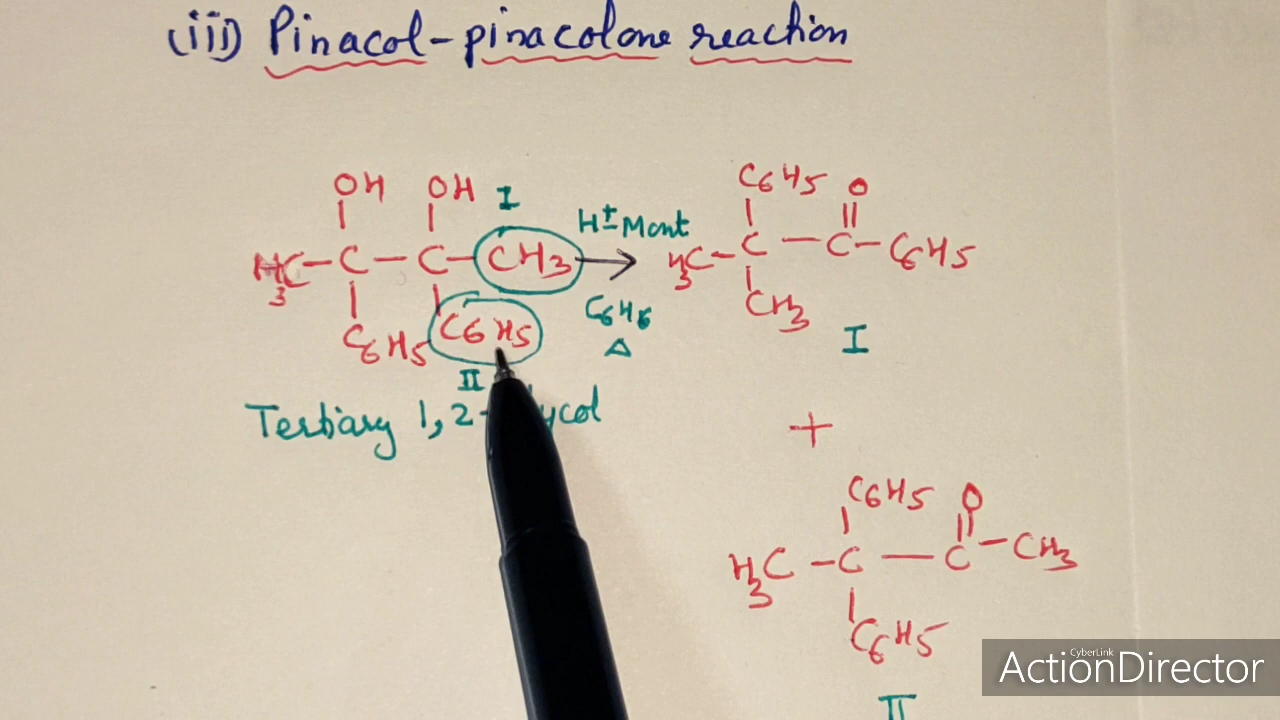 (iii) Pinacol-pinacolone reaction
OH OH I
H3C-C-C-CH3
C6H5 C6H5
II
H+ Mont
C6H6
Δ
C6H5 O
H3C-C-C-C6H5
CH3
I
Tertiary 1,2-
+
C6H5 O
H3C-C-C-CH3
C6H5
II
CyberLink
ActionDirector